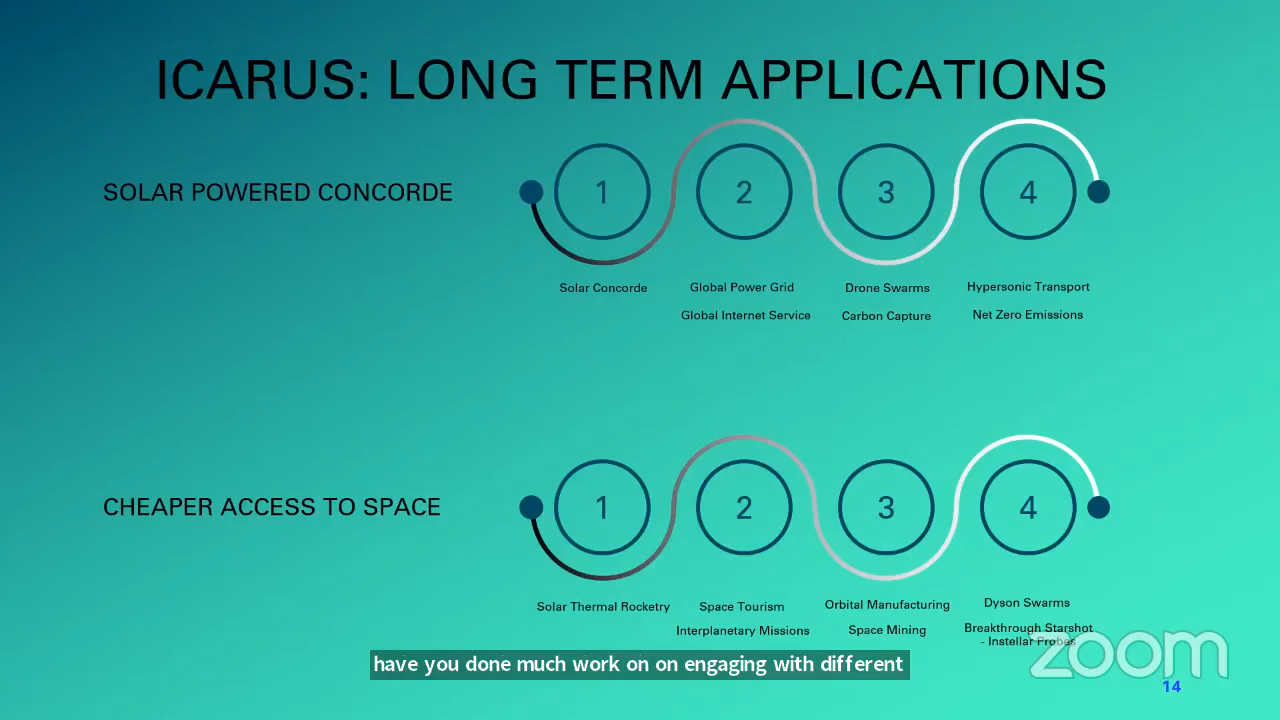 ICARUS: LONG TERM APPLICATIONS
SOLAR POWERED CONCORDE
1
2
3
4
Solar Concorde
Global Power Grid
Global Internet Service
Drone Swarms
Carbon Capture
Hypersonic Transport
Net Zero Emissions
CHEAPER ACCESS TO SPACE
1
2
3
4
Solar Thermal Rocketry
Space Tourism
Interplanetary Missions
Orbital Manufacturing
Space Mining
Dyson Swarms
Breakthrough Starshot
- Instellar Probes
have you done much work on on engaging with different
zoom
14